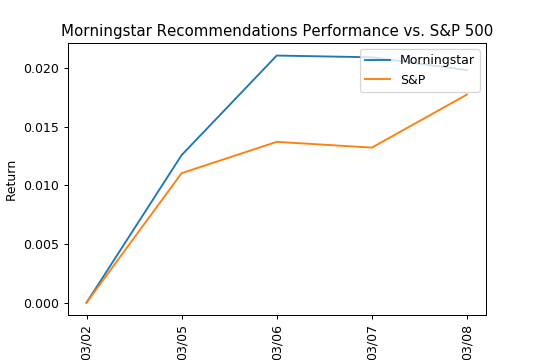 Morningstar Recommendations Performance vs. S&P 500
Morningstar
S&P
0.020
0.015
0.010
0.005
0.000
Return
03/02
03/05
03/06
03/07
03/08